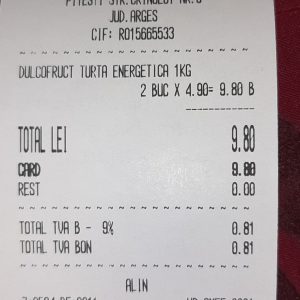 JUD.ARGES
CIF: RO15665533
DULCOFRUCT TURTA ENERGETICA 1KG
2 BUC X 4.90= 9.80 B
TOTAL LEI 9.80
CARD 9.80
REST 0.00
TOTAL TVA B - 9% 0.81
TOTAL TVA BON 0.81
ALIN